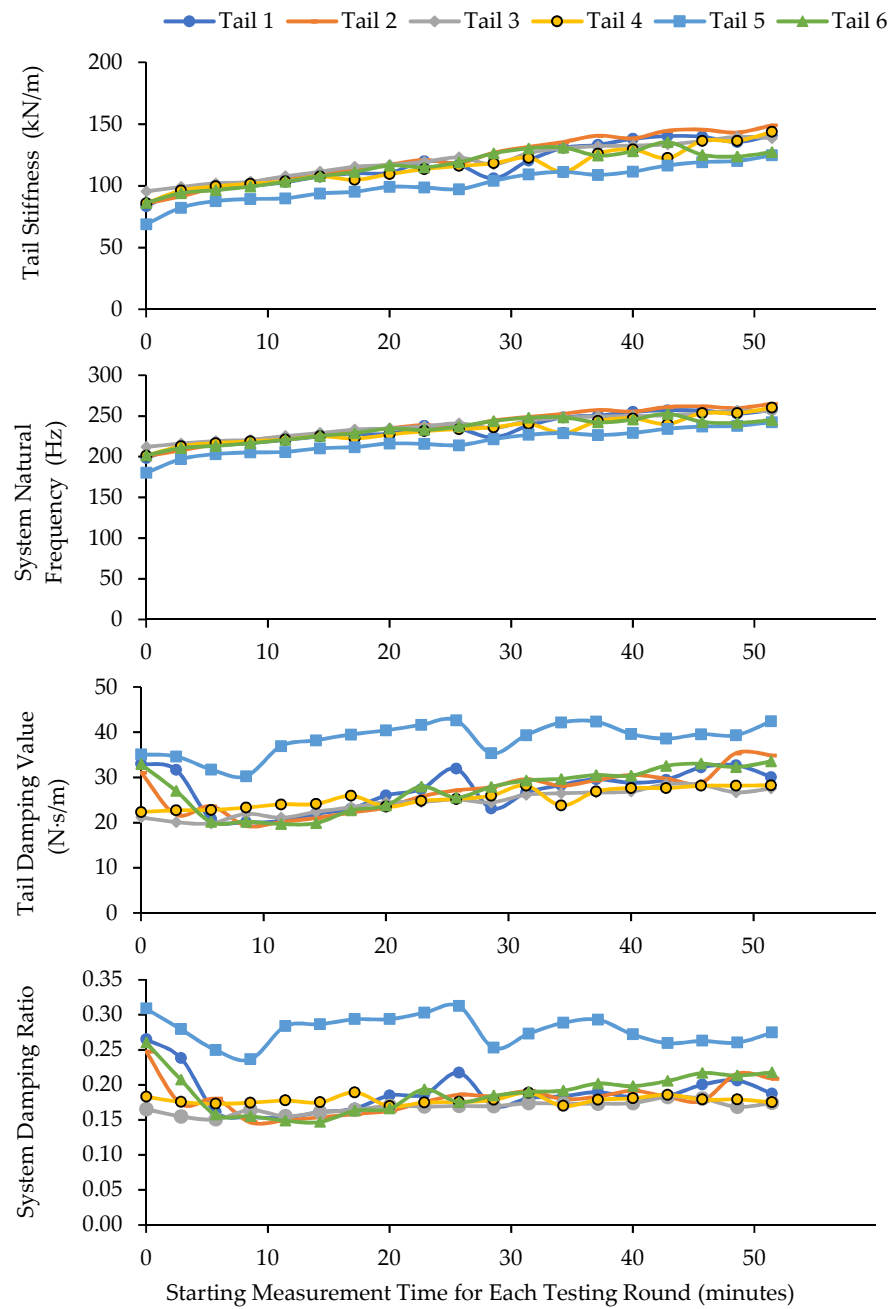 Tail 1 Tail 2 Tail 3 Tail 4 Tail 5 Tail 6
Tail Stiffness (kN/m)
200
150
100
50
0
0 10 20 30 40 50
System Natural
Frequency (Hz)
300
250
200
150
100
50
0
0 10 20 30 40 50
Tail Damping Value
(N·s/m)
50
40
30
20
10
0
0 10 20 30 40 50
System Damping Ratio
0.35
0.30
0.25
0.20
0.15
0.10
0.05
0.00
0 10 20 30 40 50
Starting Measurement Time for Each Testing Round (minutes)